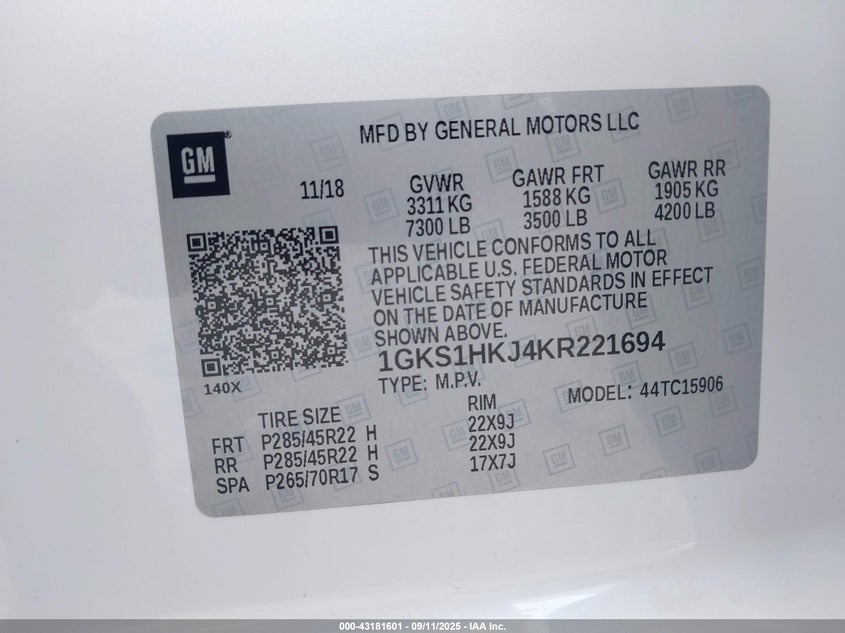 MFD BY GENERAL MOTORS LLC
GM
11/18
GVWR GAWR FRT GAWR RR
3311 KG 1588 KG 1905 KG
7300 LB 3500 LB 4200 LB
THIS VEHICLE CONFORMS TO ALL
APPLICABLE U.S. FEDERAL MOTOR
VEHICLE SAFETY STANDARDS IN EFFECT
ON THE DATE OF MANUFACTURE
SHOWN ABOVE.
1GKS1HKJ4KR221694
140X
TYPE: M.P.V. MODEL: 44TC15906
TIRE SIZE RIM
FRT P285/45R22 H 22X9J
RR P285/45R22 H 22X9J
SPA P265/70R17 S 17X7J
000-43181601 - 09/11/2025 - IAA Inc.